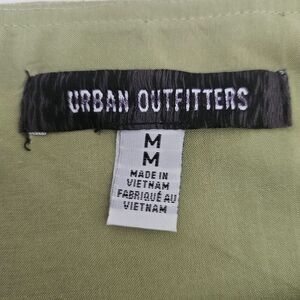 URBAN OUTFITTERS
M
M
MADE IN
VIETNAM
FABRIQUÉ AU
VIETNAM